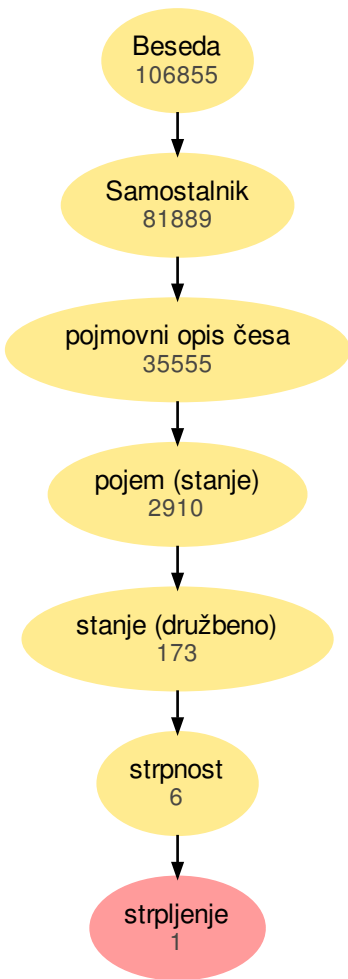 Beseda
106855
Samostalnik
81889
pojmovni opis česa
35555
pojem (stanje)
2910
stanje (družbeno)
173
strpnost
6
strpljenje
1